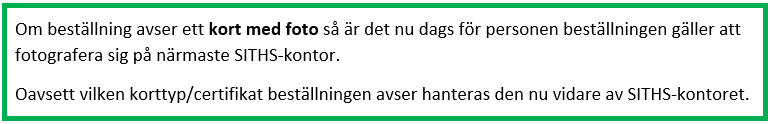 Om beställning avser ett kort med foto så är det nu dags för personen beställningen gäller att
fotografera sig på närmaste SITHS-kontor.
Oavsett vilken korttyp/certifikat beställningen avser hanteras den nu vidare av SITHS-kontoret.